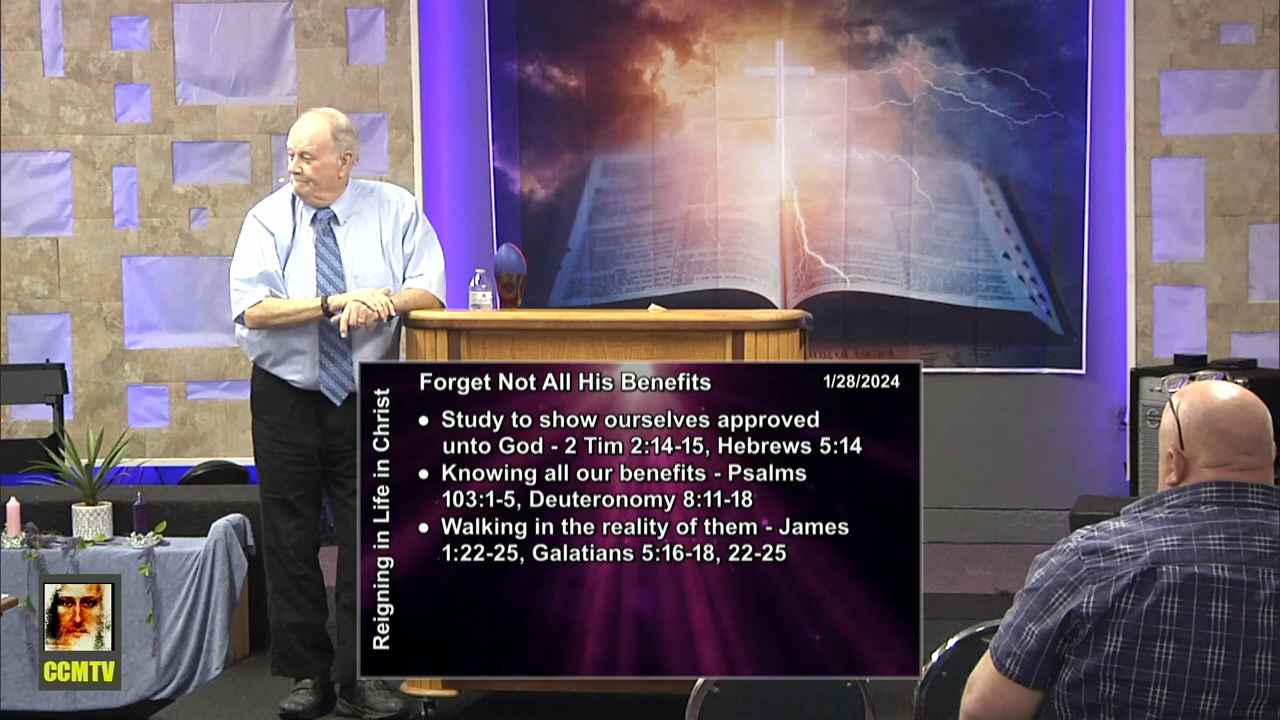 Forget Not All His Benefits
1/28/2024
Reigning in Life in Christ
● Study to show ourselves approved
unto God - 2 Tim 2:14-15, Hebrews 5:14
● Knowing all our benefits - Psalms
103:1-5, Deuteronomy 8:11-18
● Walking in the reality of them - James
1:22-25, Galatians 5:16-18, 22-25
CCMTV